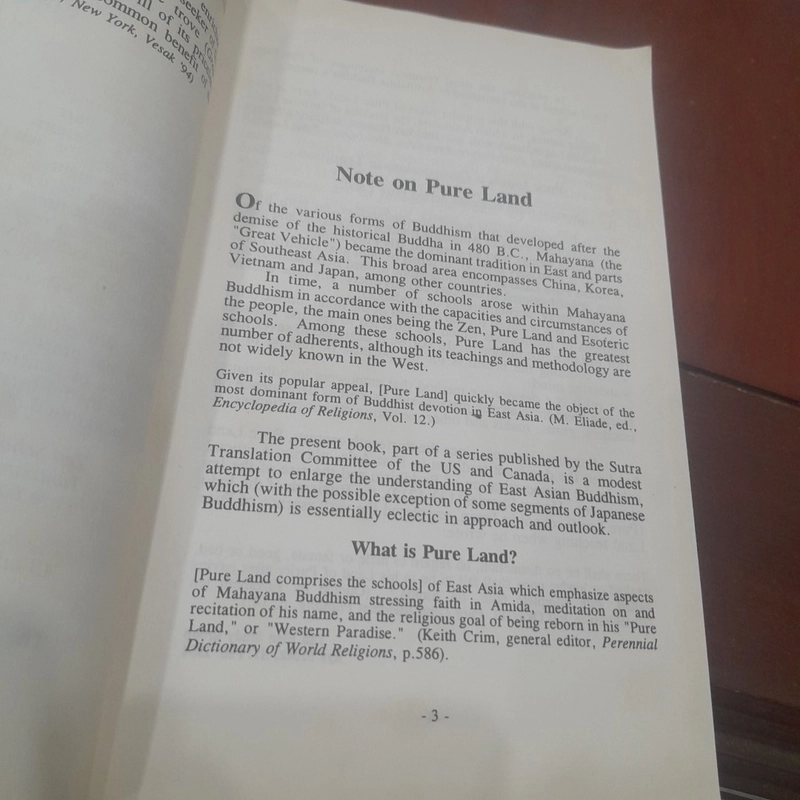 enri
seeker o
trove (C
ill of its prin
ommon benefit of
, New York, Vesak '94)
Note on Pure Land
Of the various forms of Buddhism that developed after the
demise of the historical Buddha in 480 B.C., Mahayana (the
"Great Vehicle") became the dominant tradition in East and parts
of Southeast Asia. This broad area encompasses China, Korea,
Vietnam and Japan, among other countries.
In time, a number of schools arose within Mahayana
Buddhism in accordance with the capacities and circumstances of
the people, the main ones being the Zen, Pure Land and Esoteric
schools. Among these schools, Pure Land has the greatest
number of adherents, although its teachings and methodology are
not widely known in the West.
Given its popular appeal, [Pure Land] quickly became the object of the
most dominant form of Buddhist devotion in East Asia. (M. Eliade, ed.,
Encyclopedia of Religions, Vol. 12.)
The present book, part of a series published by the Sutra
Translation Committee of the US and Canada, is a modest
attempt to enlarge the understanding of East Asian Buddhism,
which (with the possible exception of some segments of Japanese
Buddhism) is essentially eclectic in approach and outlook.
What is Pure Land?
[Pure Land comprises the schools] of East Asia which emphasize aspects
of Mahayana Buddhism stressing faith in Amida, meditation on and
recitation of his name, and the religious goal of being reborn in his "Pure
Land," or "Western Paradise." (Keith Crim, general editor, Perennial
Dictionary of World Religions, p.586).
- 3 -